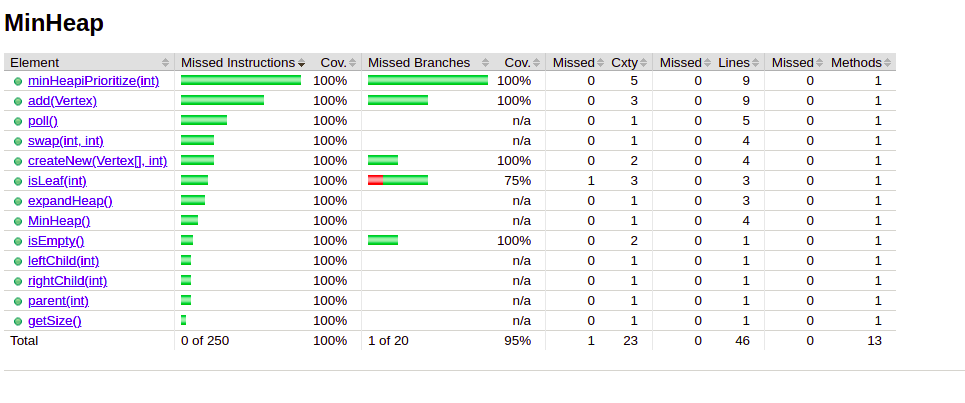 MinHeap
Element Missed Instructions Cov. Missed Branches Cov. Missed Cxty Missed Lines Missed Methods
minHeapiPrioritize(int) 100% 100% 0 5 0 9 0 1
add(Vertex) 100% 100% 0 3 0 9 0 1
poll() 100% n/a 0 1 0 5 0 1
swap(int, int) 100% n/a 0 1 0 4 0 1
createNew(Vertex[], int) 100% 100% 0 2 0 4 0 1
isLeaf(int) 100% 75% 1 3 0 3 0 1
expandHeap() 100% n/a 0 1 0 3 0 1
MinHeap() 100% n/a 0 1 0 4 0 1
isEmpty() 100% 100% 0 2 0 1 0 1
leftChild(int) 100% n/a 0 1 0 1 0 1
rightChild(int) 100% n/a 0 1 0 1 0 1
parent(int) 100% n/a 0 1 0 1 0 1
getSize() 100% n/a 0 1 0 1 0 1
Total 0 of 250 100% 1 of 20 95% 1 23 0 46 0 13